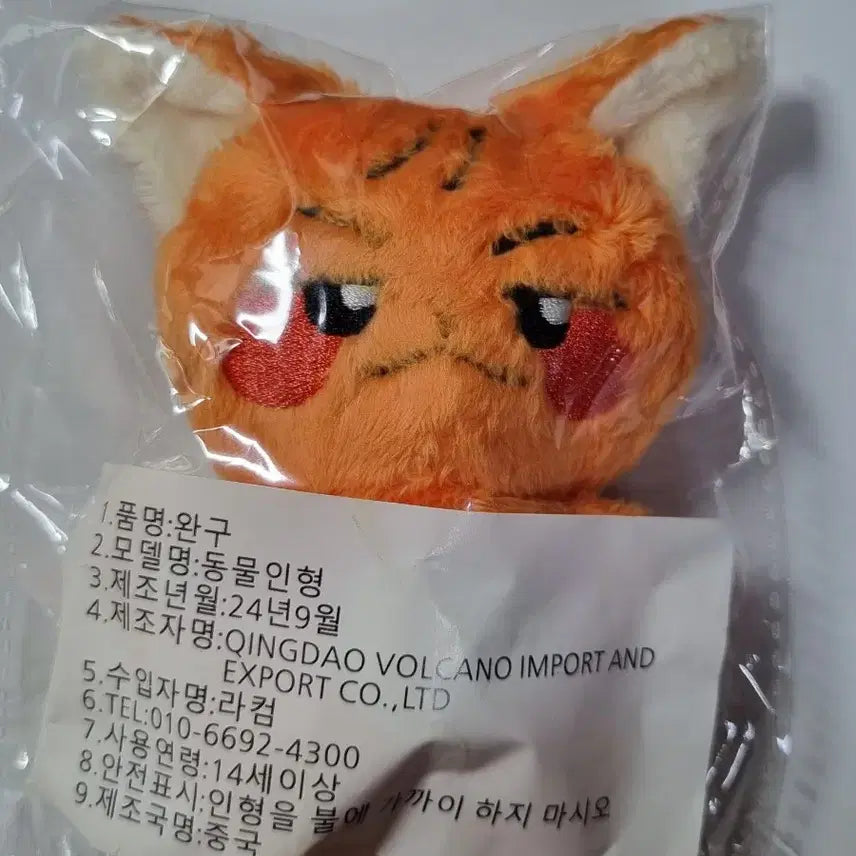 1.품명:완구
2.모델명:동물인형
3.제조년월:24년9월
4.제조자명:QINGDAO VOLCANO IMPORT AND
EXPORT CO.,LTD
5.수입자명:라컴
6.TEL:010-6692-4300
7.사용연령:14세이상
8.안전표시:인형을 불에 가까이 하지 마시오
9.제조국명:중국